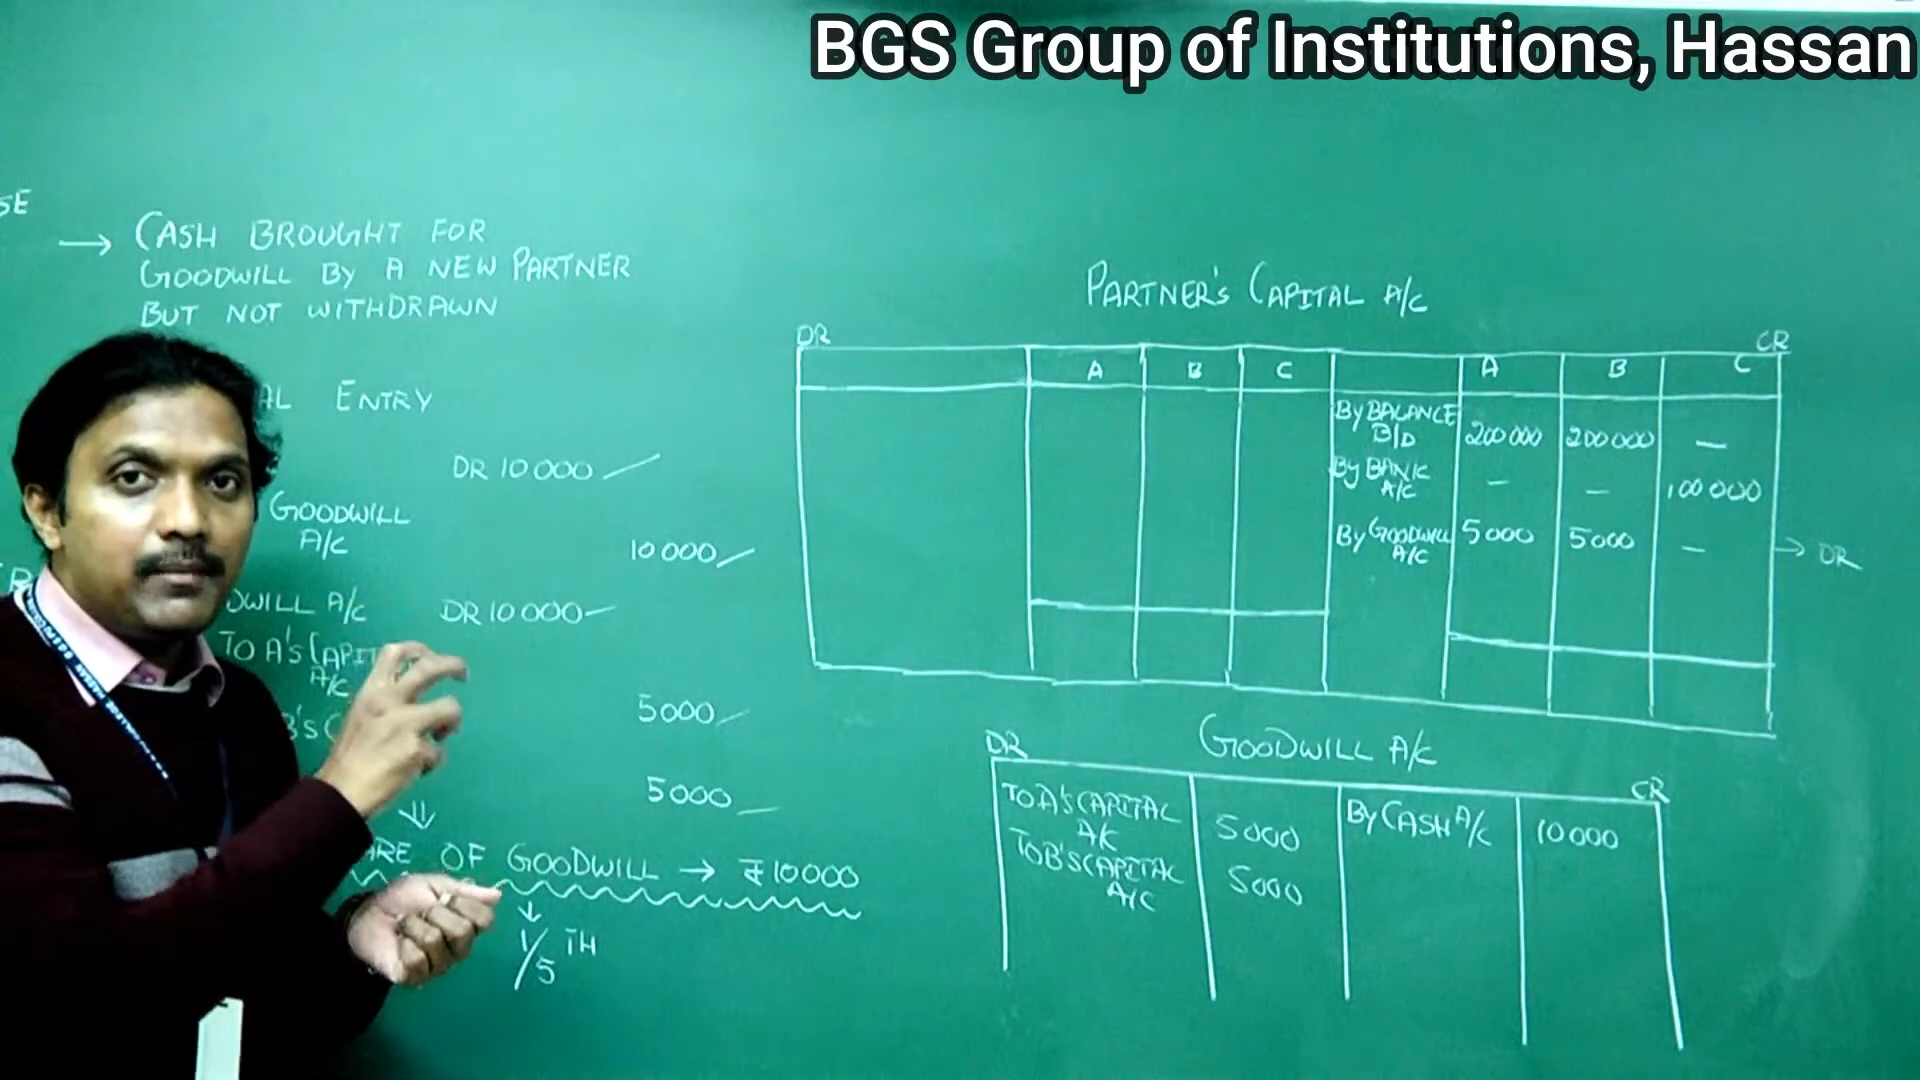 BGS Group of Institutions, Hassan
SE
→ CASH BROUGHT FOR
GOODWILL BY A NEW PARTNER
BUT NOT WITHDRAWN
AL ENTRY
DR 10000
GOODWILL
A/C
10000
DWILL A/C DR 10000
TO A'S CAPIT
A/C
5000
B'S C
5000
ARE OF GOODWILL → ₹10000
1/5 TH
PARTNER'S CAPITAL A/C
DR CR
A B C A B C
By BALANCE
B/D 200000 200000 —
By BANK
A/C — — 100000
By GOODWILL
A/C 5000 5000 — → OR
GOODWILL A/C
DR CR
TO A'S CAPITAL
A/C 5000 By CASH A/C 10000
TO B'S CAPITAL
A/C 5000